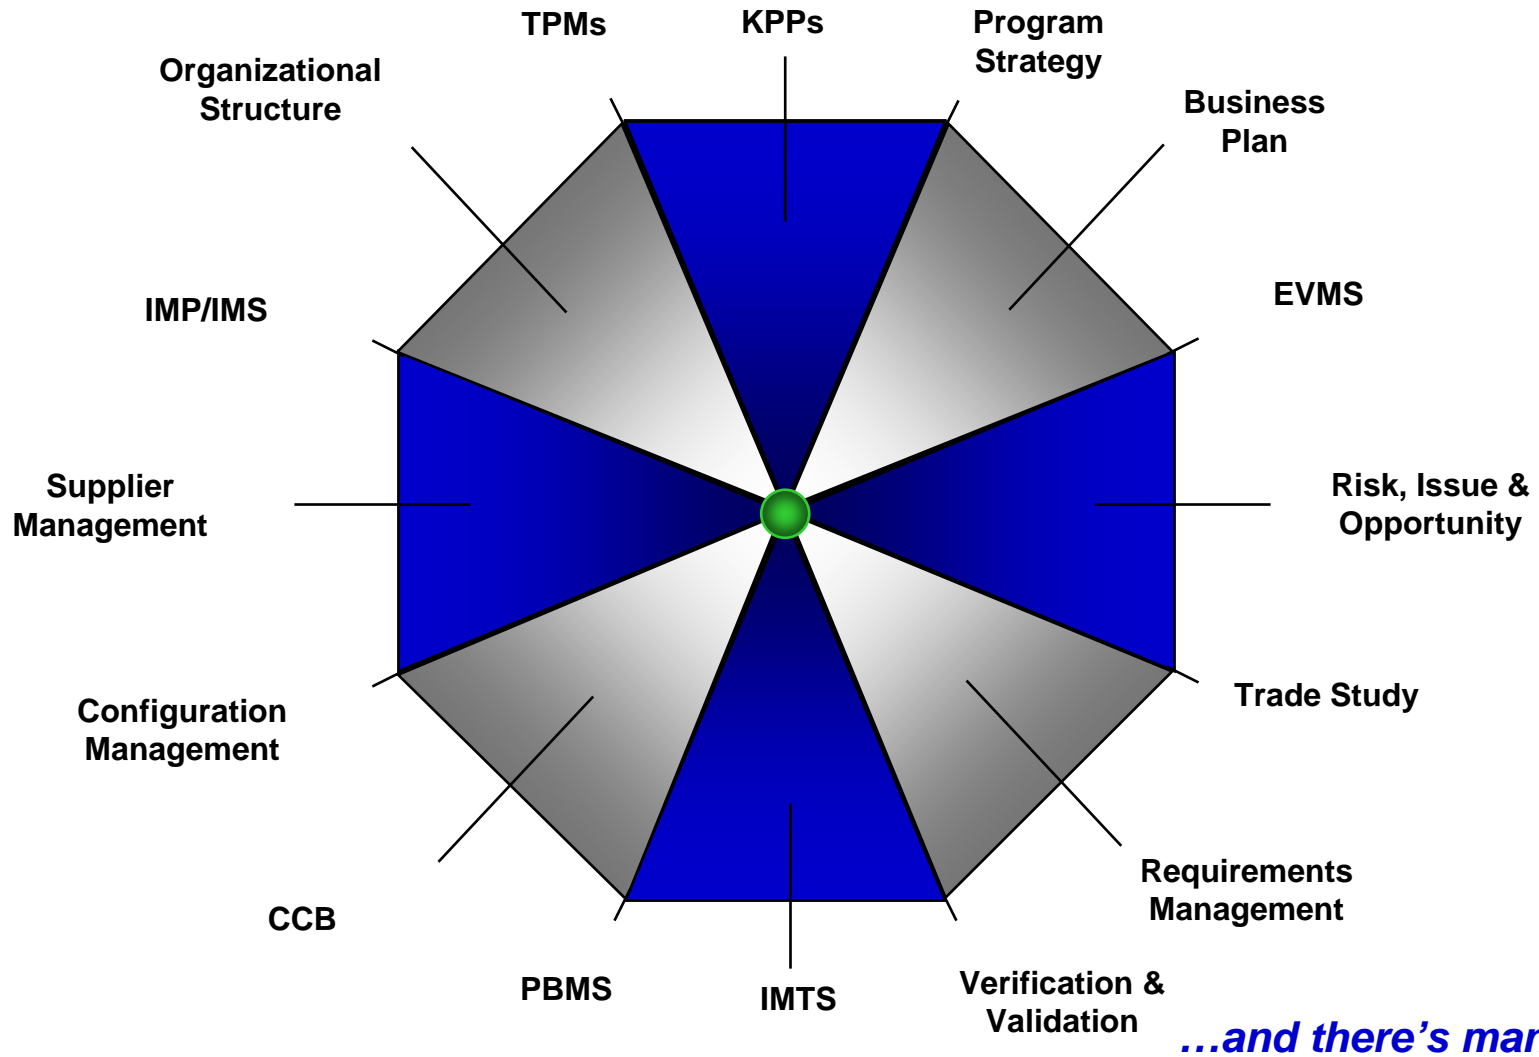 TPMs
KPPs
Program
Strategy
Organizational
Structure
Business
Plan
IMP/IMS
EVMS
Supplier
Management
Risk, Issue &
Opportunity
Configuration
Management
Trade Study
CCB
Requirements
Management
PBMS
IMTS
Verification &
Validation
…and there’s